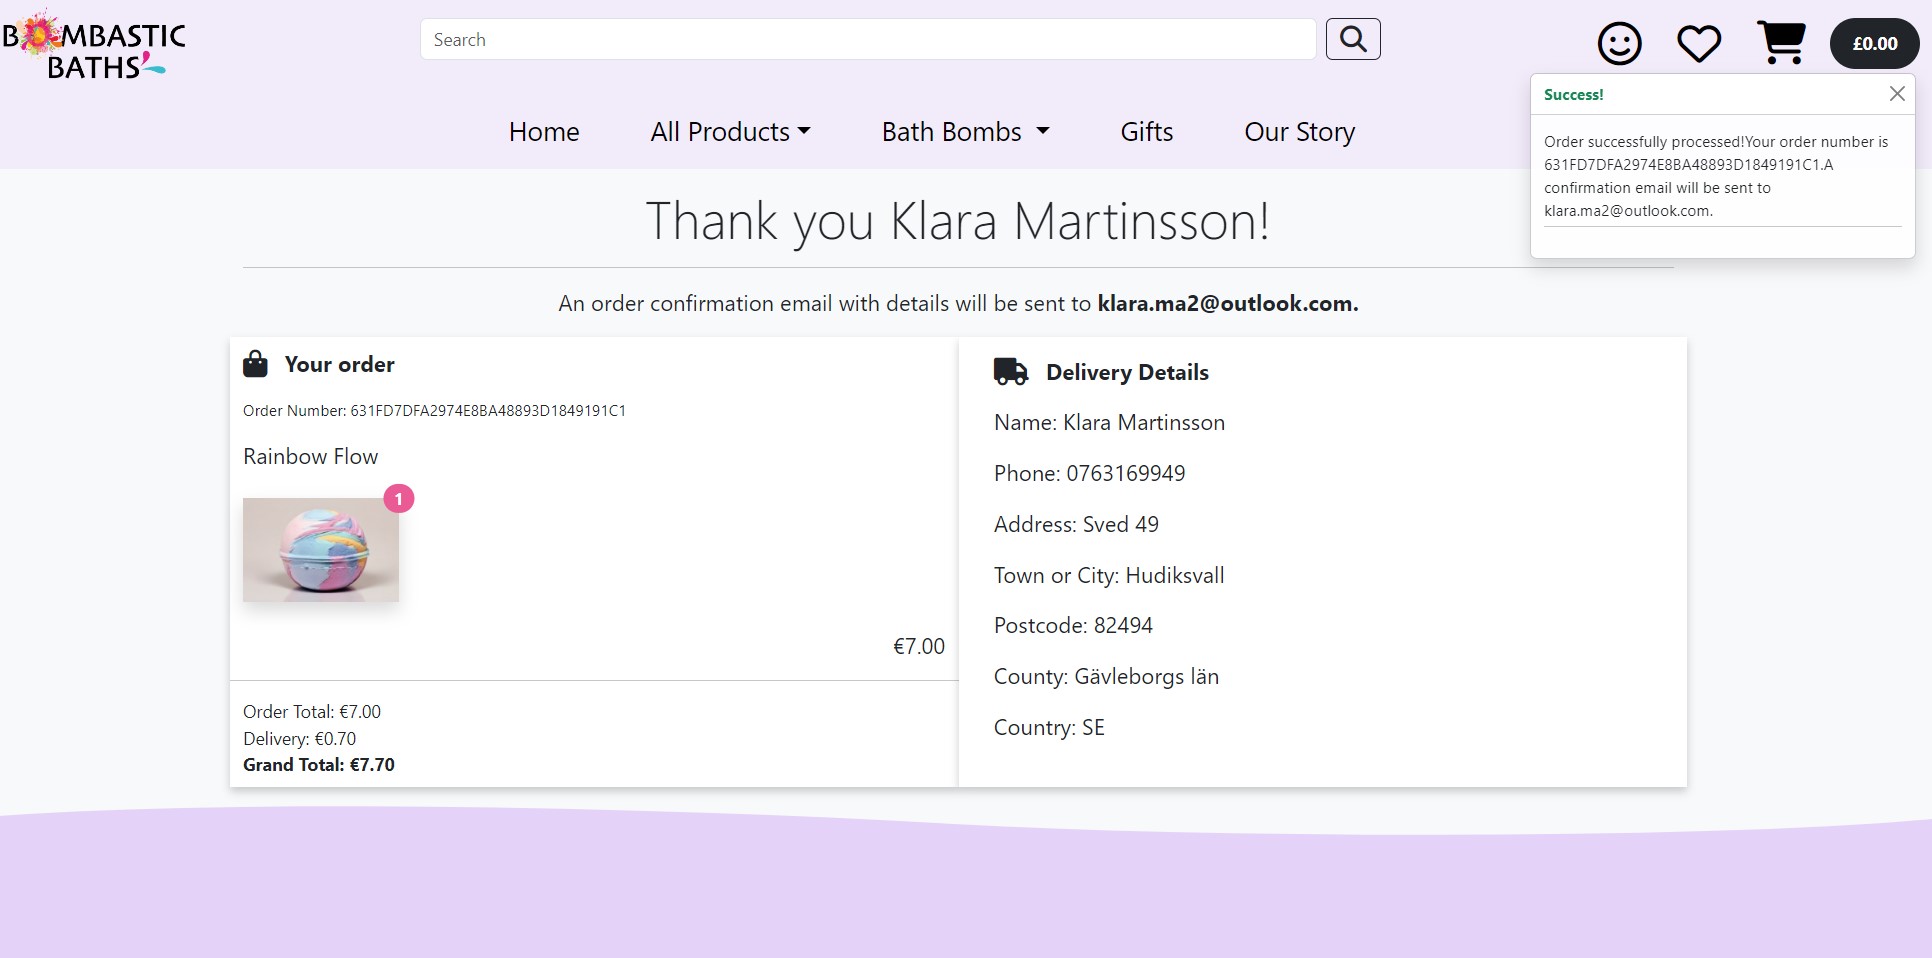 BOMBASTIC
BATHS
Search
£0.00
Home
All Products
Bath Bombs
Gifts
Our Story
Success!
Order successfully processed!Your order number is
631FD7DFA2974E8BA48893D1849191C1.A
confirmation email will be sent to
klara.ma2@outlook.com.
Thank you Klara Martinsson!
An order confirmation email with details will be sent to klara.ma2@outlook.com.
Your order
Order Number: 631FD7DFA2974E8BA48893D1849191C1
Rainbow Flow
1
€7.00
Order Total: €7.00
Delivery: €0.70
Grand Total: €7.70
Delivery Details
Name: Klara Martinsson
Phone: 0763169949
Address: Sved 49
Town or City: Hudiksvall
Postcode: 82494
County: Gävleborgs län
Country: SE